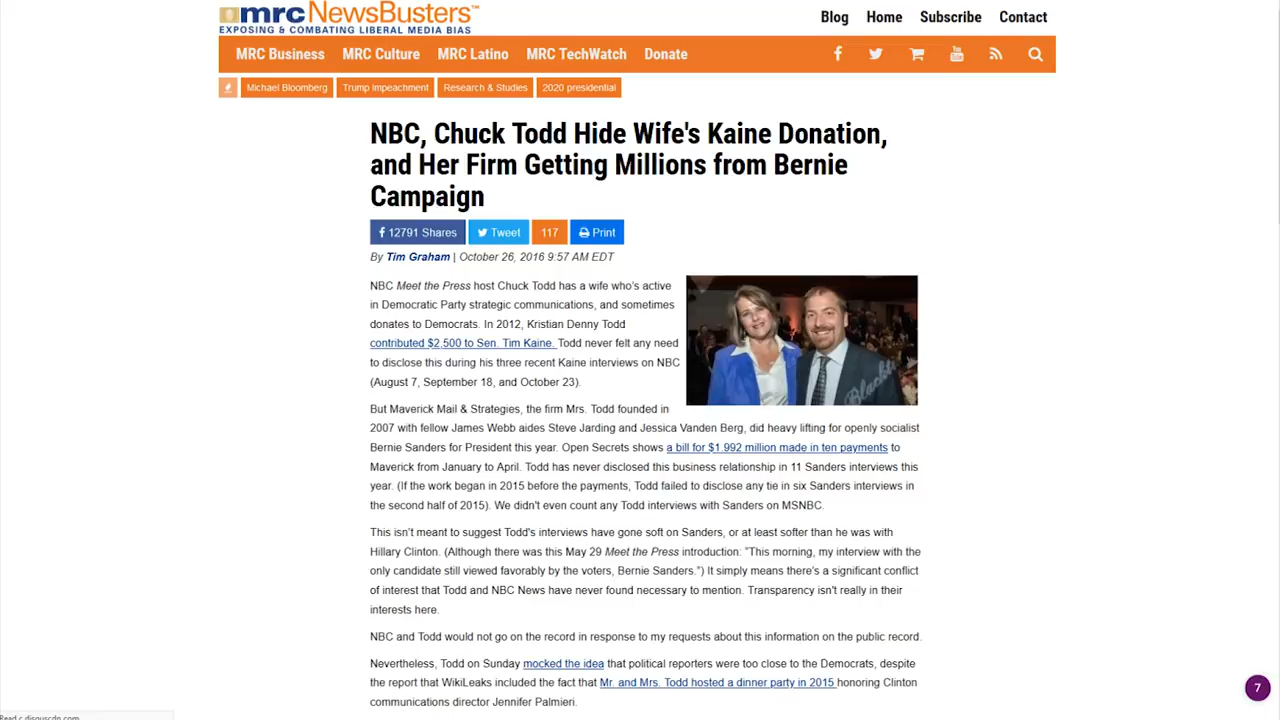 mrc NewsBusters™
EXPOSING & COMBATING LIBERAL MEDIA BIAS
Blog Home Subscribe Contact
MRC Business MRC Culture MRC Latino MRC TechWatch Donate
Michael Bloomberg Trump Impeachment Research & Studies 2020 presidential
NBC, Chuck Todd Hide Wife's Kaine Donation,
and Her Firm Getting Millions from Bernie
Campaign
12791 Shares Tweet 117 Print
By Tim Graham | October 26, 2016 9:57 AM EDT
NBC Meet the Press host Chuck Todd has a wife who's active
in Democratic Party strategic communications, and sometimes
donates to Democrats. In 2012, Kristian Denny Todd
contributed $2,500 to Sen. Tim Kaine. Todd never felt any need
to disclose this during his three recent Kaine interviews on NBC
(August 7, September 18, and October 23).
But Maverick Mail & Strategies, the firm Mrs. Todd founded in
2007 with fellow James Webb aides Steve Jarding and Jessica Vanden Berg, did heavy lifting for openly socialist
Bernie Sanders for President this year. Open Secrets shows a bill for $1.992 million made in ten payments to
Maverick from January to April. Todd has never disclosed this business relationship in 11 Sanders interviews this
year. (If the work began in 2015 before the payments, Todd failed to disclose any tie in six Sanders interviews in
the second half of 2015). We didn't even count any Todd interviews with Sanders on MSNBC.
This isn't meant to suggest Todd's interviews have gone soft on Sanders, or at least softer than he was with
Hillary Clinton. (Although there was this May 29 Meet the Press introduction: "This morning, my interview with the
only candidate still viewed favorably by the voters, Bernie Sanders.") It simply means there's a significant conflict
of interest that Todd and NBC News have never found necessary to mention. Transparency isn't really in their
interests here.
NBC and Todd would not go on the record in response to my requests about this information on the public record.
Nevertheless, Todd on Sunday mocked the idea that political reporters were too close to the Democrats, despite
the report that WikiLeaks included the fact that Mr. and Mrs. Todd hosted a dinner party in 2015 honoring Clinton
communications director Jennifer Palmieri.
7
Read c.disquscdn.com